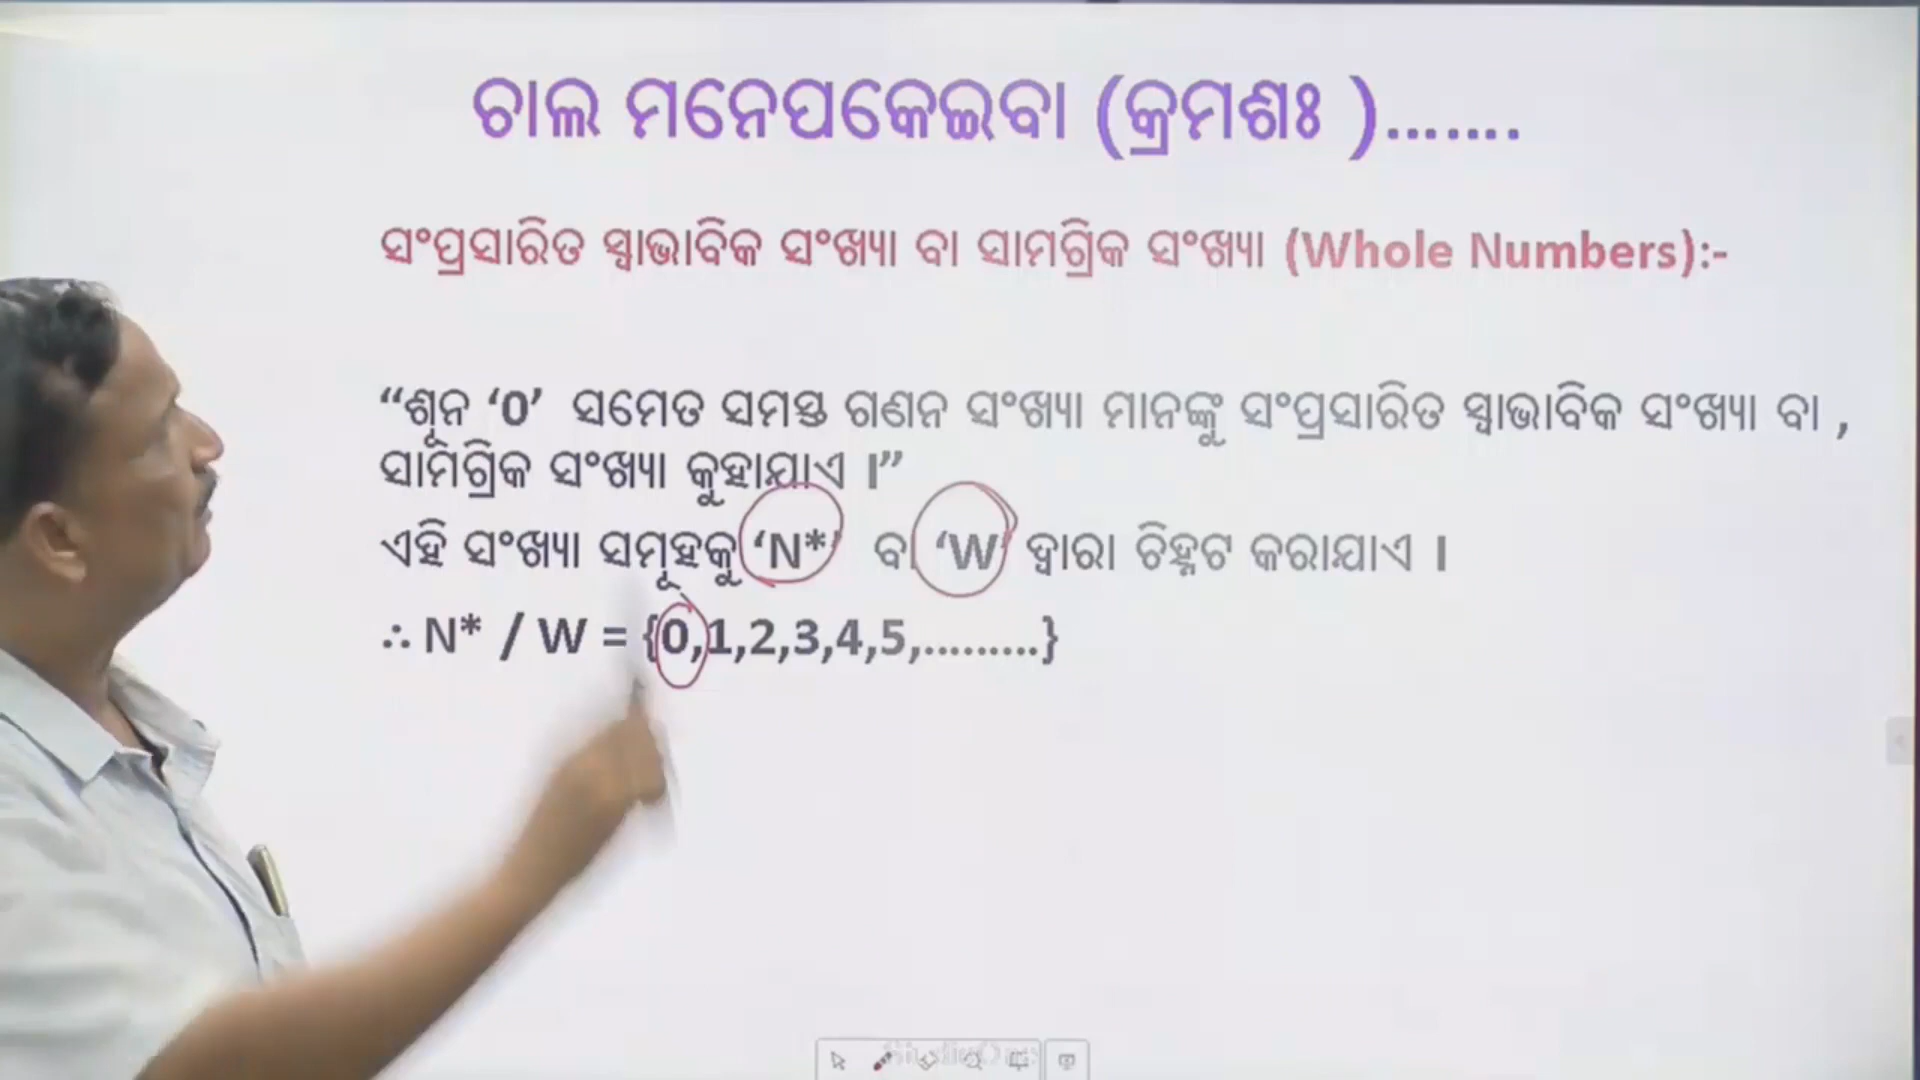 ଚାଲ ମନେପକେଇବା (କ୍ରମଶଃ ).......
ସଂପ୍ରସାରିତ ସ୍ୱାଭାବିକ ସଂଖ୍ୟା ବା ସାମଗ୍ରିକ ସଂଖ୍ୟା (Whole Numbers):-
“ଶୂନ ‘0’ ସମେତ ସମସ୍ତ ଗଣନ ସଂଖ୍ୟା ମାନଙ୍କୁ ସଂପ୍ରସାରିତ ସ୍ୱାଭାବିକ ସଂଖ୍ୟା ବା ,
ସାମଗ୍ରିକ ସଂଖ୍ୟା କୁହାଯାଏ ।”
ଏହି ସଂଖ୍ୟା ସମୂହକୁ ‘N*’ ବା ‘W’ ଦ୍ୱାରା ଚିହ୍ନଟ କରାଯାଏ ।
∴ N* / W = {0,1,2,3,4,5,.........}